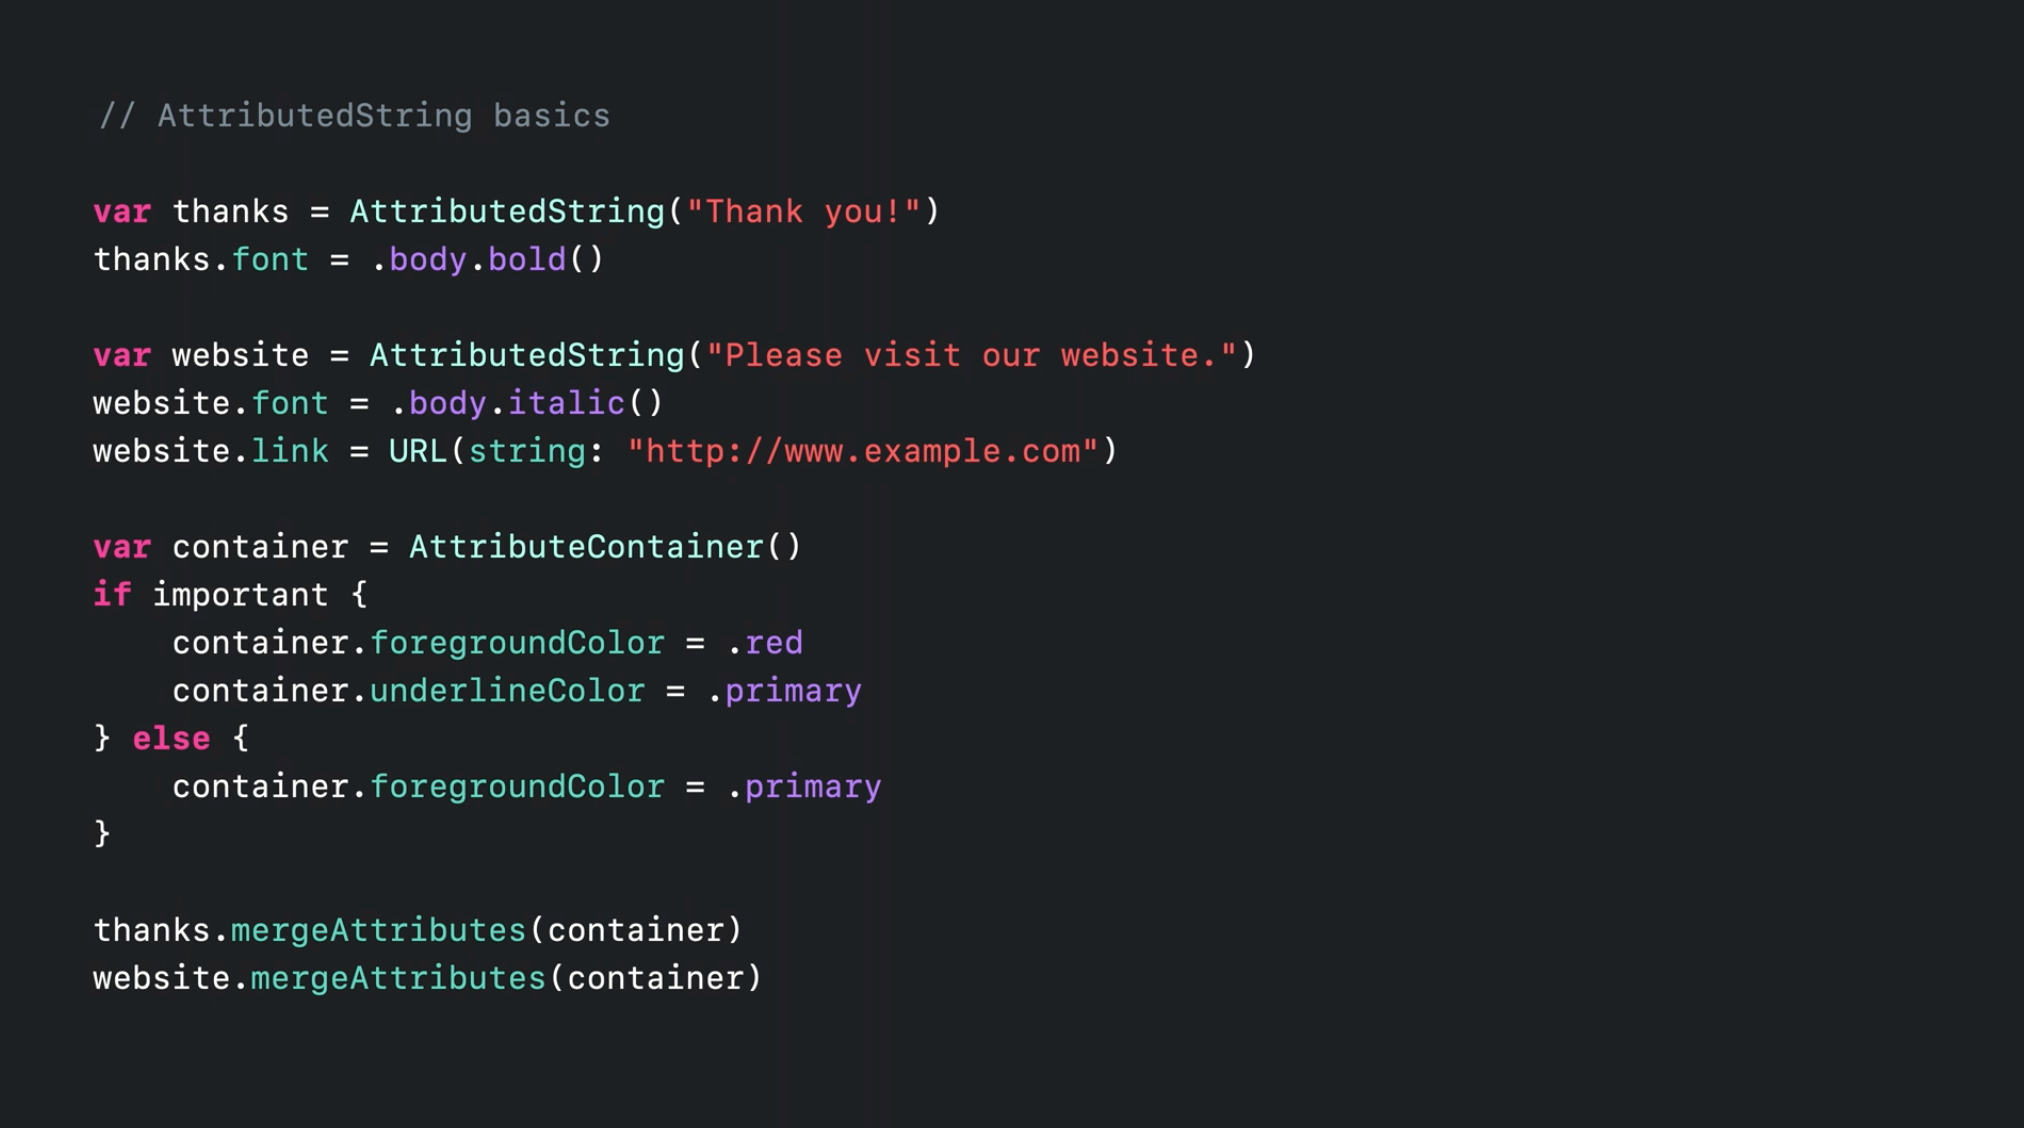 // AttributedString basics
var thanks = AttributedString("Thank you!")
thanks.font = .body.bold()
var website = AttributedString("Please visit our website.")
website.font = .body.italic()
website.link = URL(string: "http://www.example.com")
var container = AttributeContainer()
if important {
    container.foregroundColor = .red
    container.underlineColor = .primary
} else {
    container.foregroundColor = .primary
}
thanks.mergeAttributes(container)
website.mergeAttributes(container)